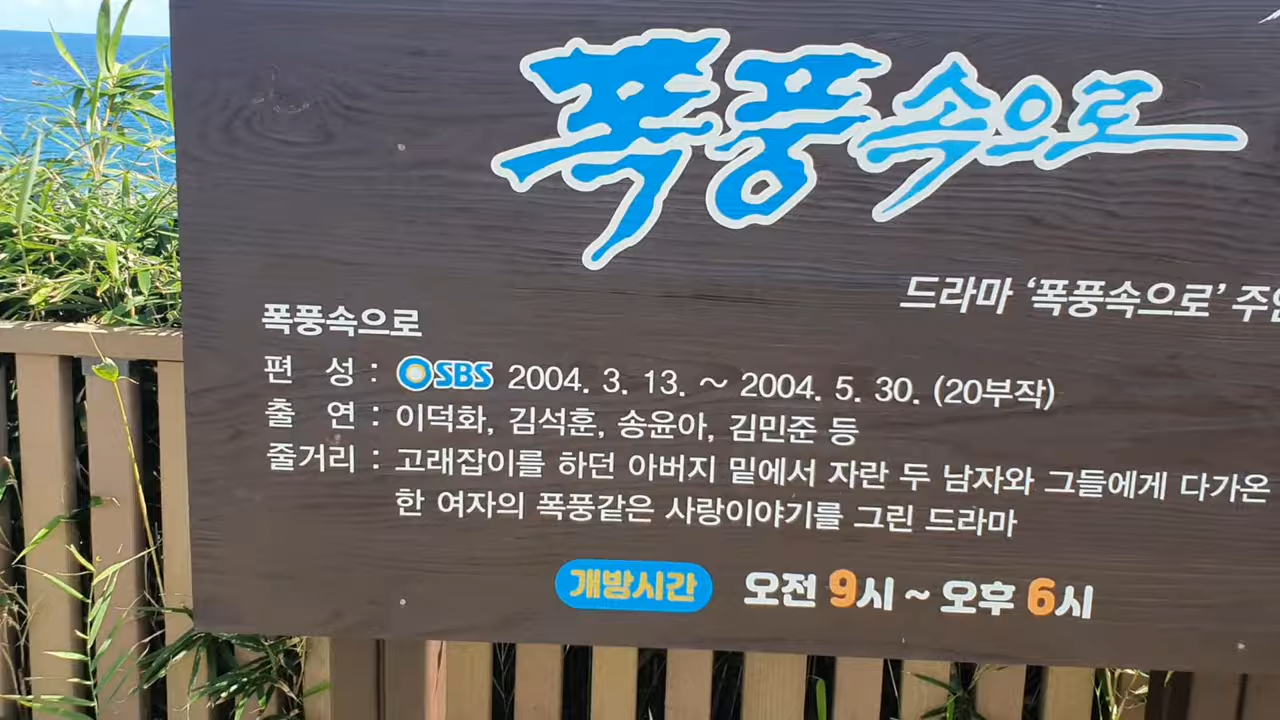 폭풍속으로
드라마 ‘폭풍속으로’
폭풍속으로
편 성 : SBS 2004. 3. 13. ~ 2004. 5. 30. (20부작)
출 연 : 이덕화, 김석훈, 송윤아, 김민준 등
줄거리 : 고래잡이를 하던 아버지 밑에서 자란 두 남자와 그들에게 다가온
한 여자의 폭풍같은 사랑이야기를 그린 드라마
개방시간 오전 9시 ~ 오후 6시